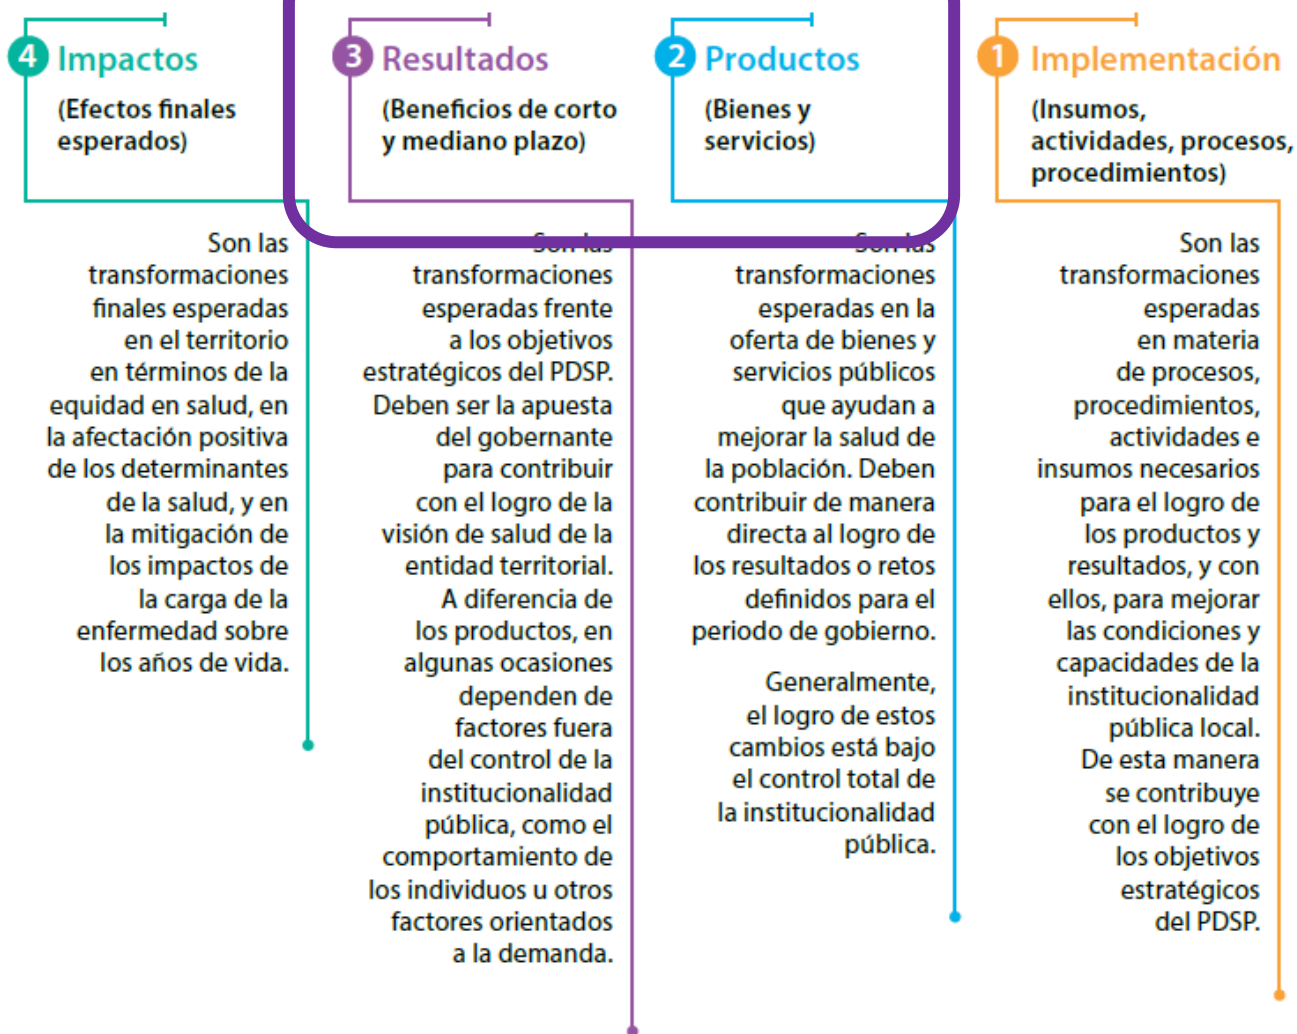 4 Impactos
(Efectos finales
esperados)
Son las
transformaciones
finales esperadas
en el territorio
en términos de la
equidad en salud, en
la afectación positiva
de los determinantes
de la salud, y en
la mitigación de
los impactos de
la carga de la
enfermedad sobre
los años de vida.
3 Resultados
(Beneficios de corto
y mediano plazo)
Son las
transformaciones
esperadas frente
a los objetivos
estratégicos del PDSP.
Deben ser la apuesta
del gobernante
para contribuir
con el logro de la
visión de salud de la
entidad territorial.
A diferencia de
los productos, en
algunas ocasiones
dependen de
factores fuera
del control de la
institucionalidad
pública, como el
comportamiento de
los individuos u otros
factores orientados
a la demanda.
2 Productos
(Bienes y
servicios)
Son las
transformaciones
esperadas en la
oferta de bienes y
servicios públicos
que ayudan a
mejorar la salud de
la población. Deben
contribuir de manera
directa al logro de
los resultados o retos
definidos para el
periodo de gobierno.
Generalmente,
el logro de estos
cambios está bajo
el control total de
la institucionalidad
pública.
1 Implementación
(Insumos,
actividades, procesos,
procedimientos)
Son las
transformaciones
esperadas
en materia
de procesos,
procedimientos,
actividades e
insumos necesarios
para el logro de
los productos y
resultados, y con
ellos, para mejorar
las condiciones y
capacidades de la
institucionalidad
pública local.
De esta manera
se contribuye
con el logro de
los objetivos
estratégicos
del PDSP.